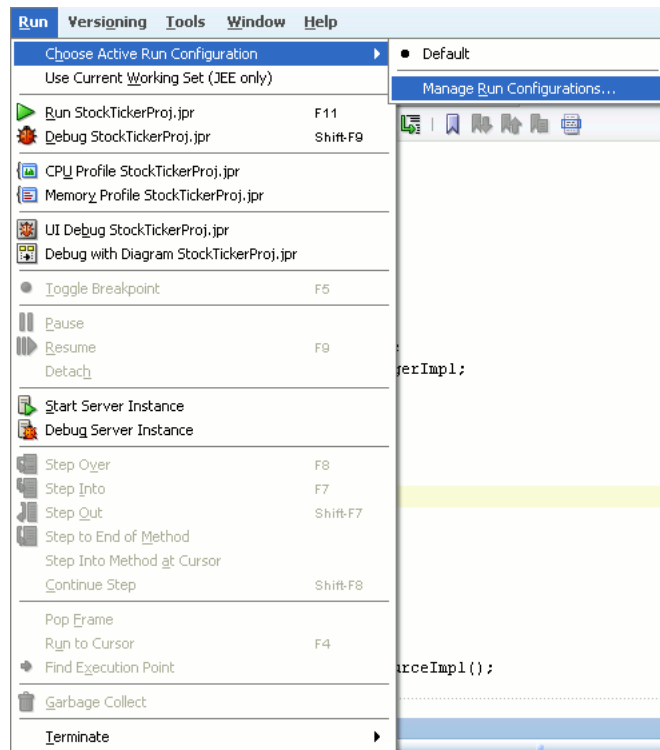 Run Versioning Tools Window Help
Choose Active Run Configuration
Default
Use Current Working Set (JEE only)
Manage Run Configurations...
Run StockTickerProj.jpr F11
Debug StockTickerProj.jpr Shift-F9
CPU Profile StockTickerProj.jpr
Memory Profile StockTickerProj.jpr
UI Debug StockTickerProj.jpr
Debug with Diagram StockTickerProj.jpr
Toggle Breakpoint F5
Pause
Resume F9
Detach
gerImpl;
Start Server Instance
Debug Server Instance
Step Over F8
Step Into F7
Step Out Shift-F7
Step to End of Method
Step Into Method at Cursor
Continue Step Shift-F8
Pop Frame
Run to Cursor F4
Find Execution Point
urceImpl();
Garbage Collect
Terminate